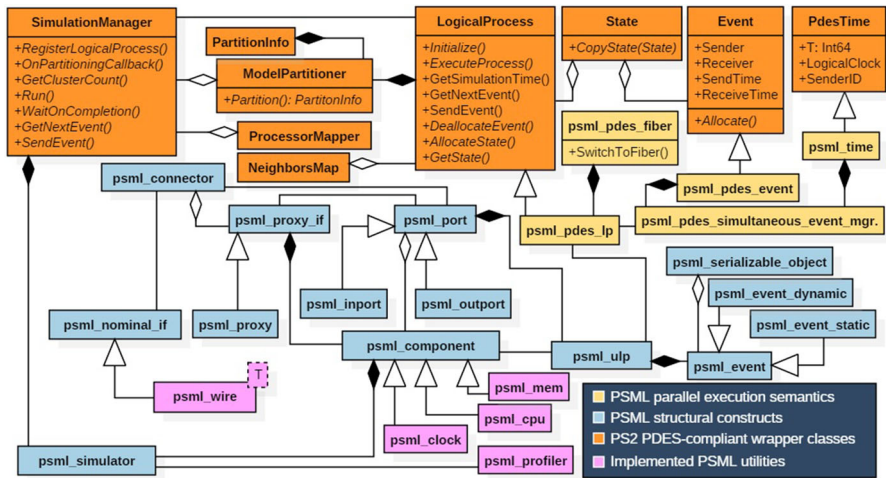 SimulationManager
+RegisterLogicalProcess()
+OnPartitioningCallback()
+GetClusterCount()
+Run()
+WaitOnCompletion()
+GetNextEvent()
+SendEvent()
PartitionInfo
ModelPartitioner
+Partition(): PartitonInfo
ProcessorMapper
NeighborsMap
LogicalProcess
+Initialize()
+ExecuteProcess()
+GetSimulationTime()
+GetNextEvent()
+SendEvent()
+DeallocateEvent()
+AllocateState()
+GetState()
State
+CopyState(State)
Event
+Sender
+Receiver
+SendTime
+ReceiveTime
+Allocate()
PdesTime
+T: Int64
+LogicalClock
+SenderID
psml_pdes_fiber
+SwitchToFiber()
psml_time
psml_pdes_event
psml_pdes_lp
psml_pdes_simultaneous_event_mgr.
psml_connector
psml_proxy_if
psml_port
psml_serializable_object
psml_event_dynamic
psml_inport
psml_outport
psml_nominal_if
psml_proxy
psml_event_static
psml_component
psml_ulp
psml_event
T
psml_wire
psml_mem
psml_cpu
psml_clock
psml_simulator
psml_profiler
PSML parallel execution semantics
PSML structural constructs
PS2 PDES-compliant wrapper classes
Implemented PSML utilities